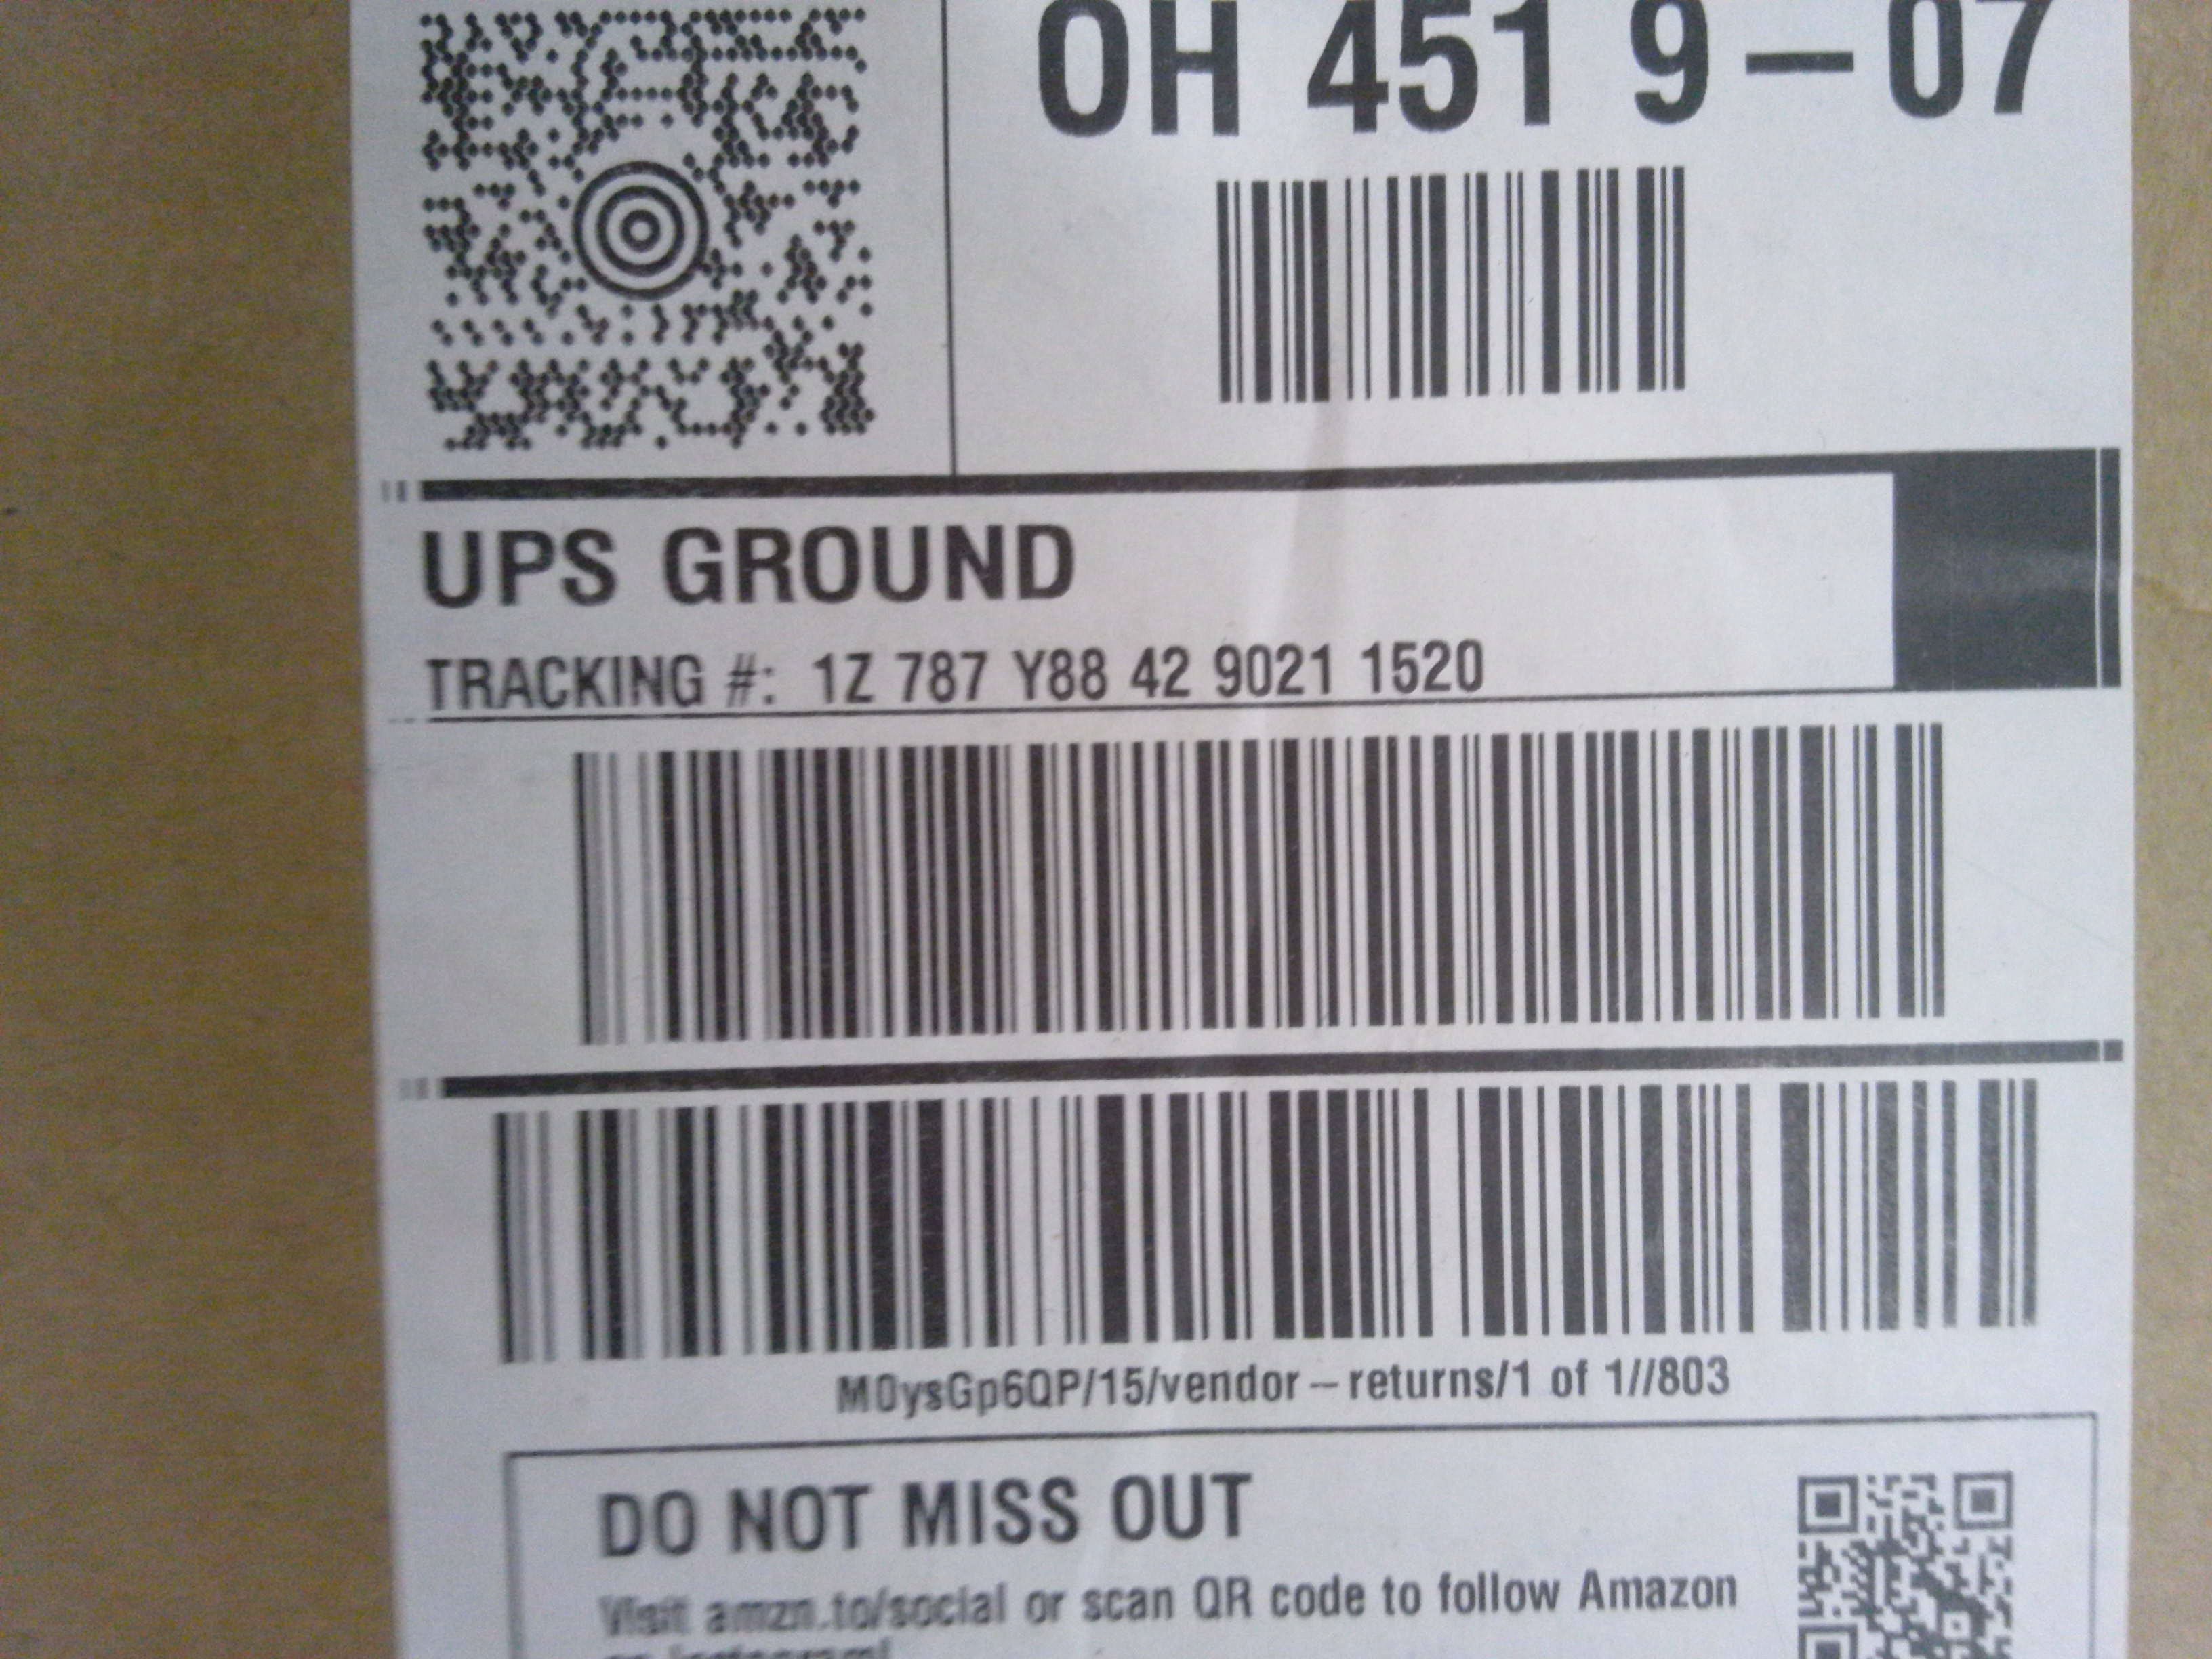 OH 451 9-07
UPS GROUND
TRACKING #: 1Z 787 Y88 42 9021 1520
M0ysGp6QP/15/vendor-returns/1 of 1//803
DO NOT MISS OUT
Visit amzn.to/social or scan QR code to follow Amazon